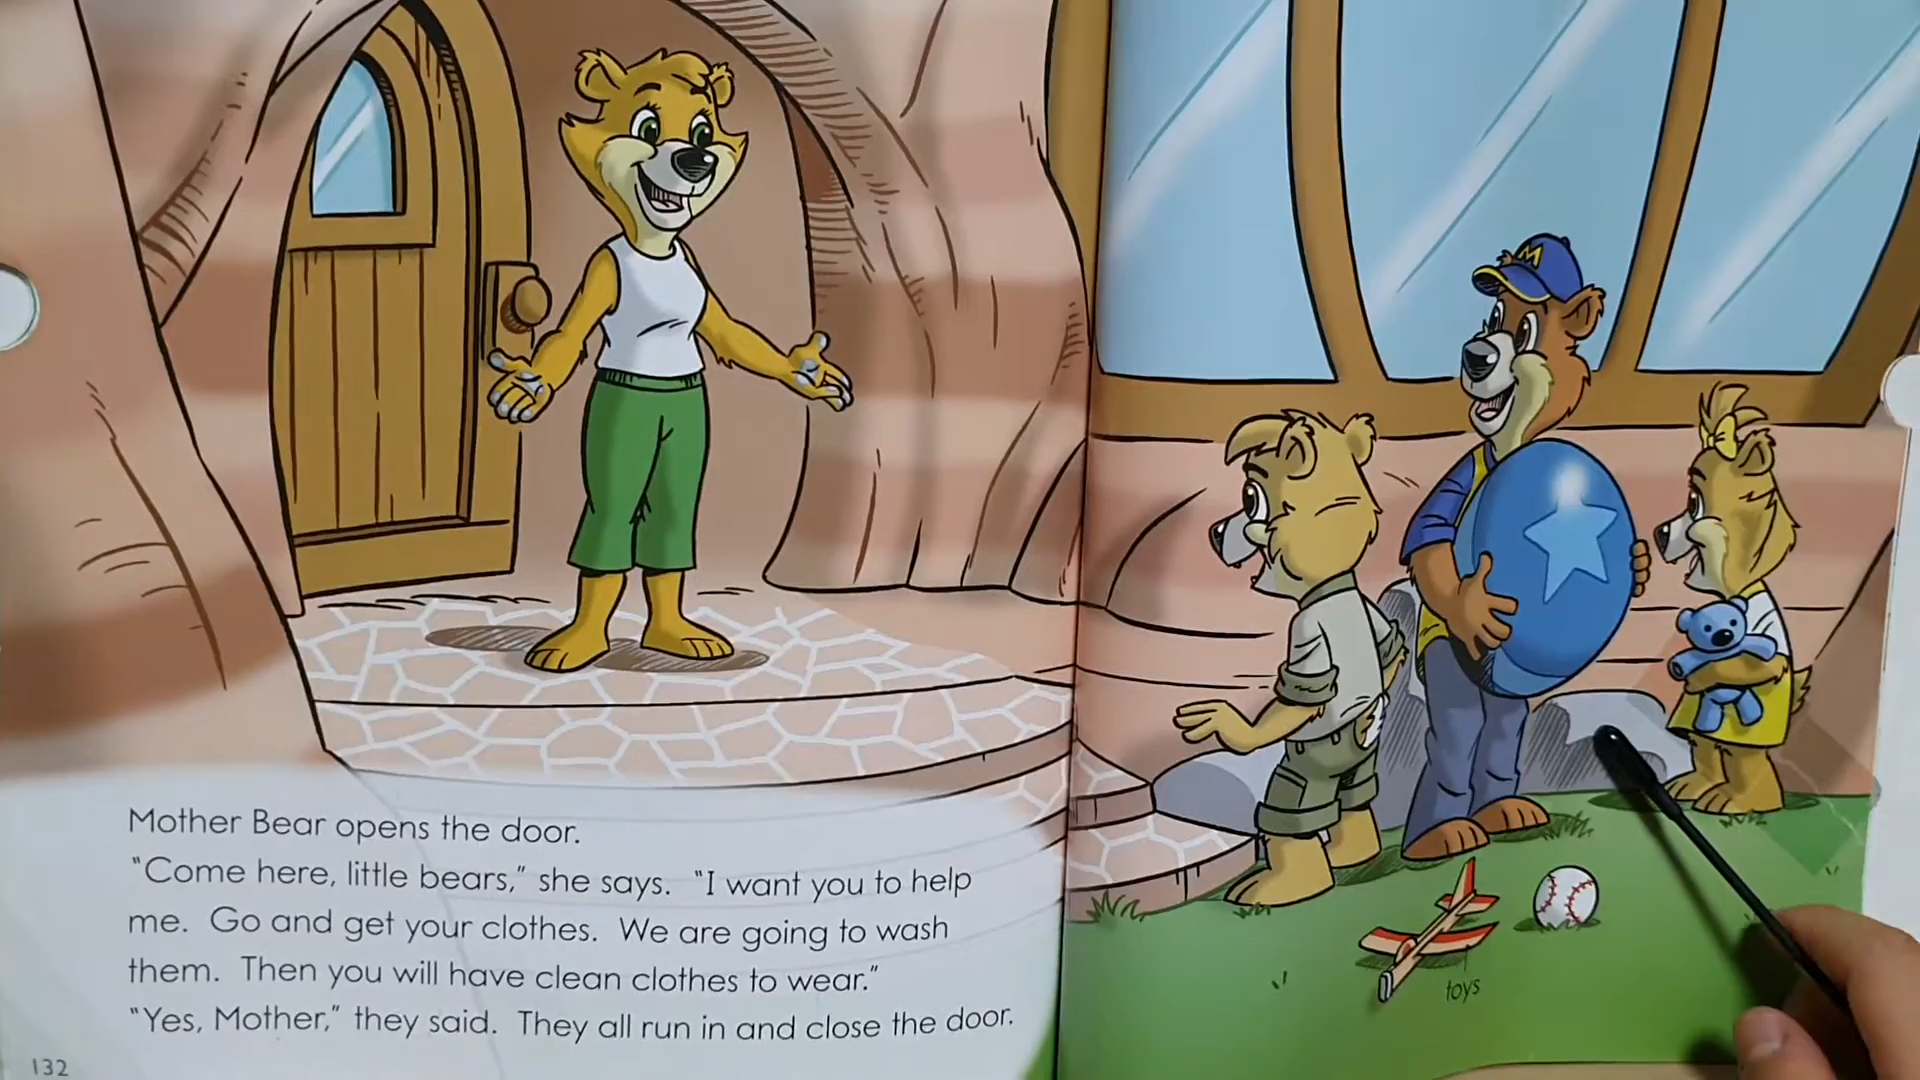 M
Mother Bear opens the door.
"Come here, little bears," she says. "I want you to help
me. Go and get your clothes. We are going to wash
them. Then you will have clean clothes to wear."
"Yes, Mother," they said. They all run in and close the door.
toys
132